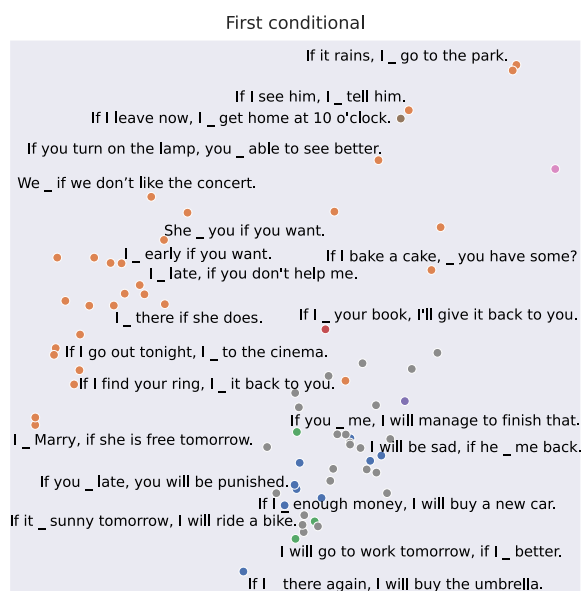 First conditional
If it rains, I _ go to the park.
If I see him, I _ tell him.
If I leave now, I _ get home at 10 o'clock.
If you turn on the lamp, you _ able to see better.
We _ if we don’t like the concert.
She _ you if you want.
I _ early if you want.
If I bake a cake, _ you have some?
I _ late, if you don't help me.
I _ there if she does.
If I _ your book, I'll give it back to you.
If I go out tonight, I _ to the cinema.
If I find your ring, I _ it back to you.
If you _ me, I will manage to finish that.
I _ Marry, if she is free tomorrow.
I will be sad, if he _ me back.
If you _ late, you will be punished.
If I _ enough money, I will buy a new car.
If it _ sunny tomorrow, I will ride a bike.
I will go to work tomorrow, if I _ better.
If I _ there again, I will buy the umbrella.